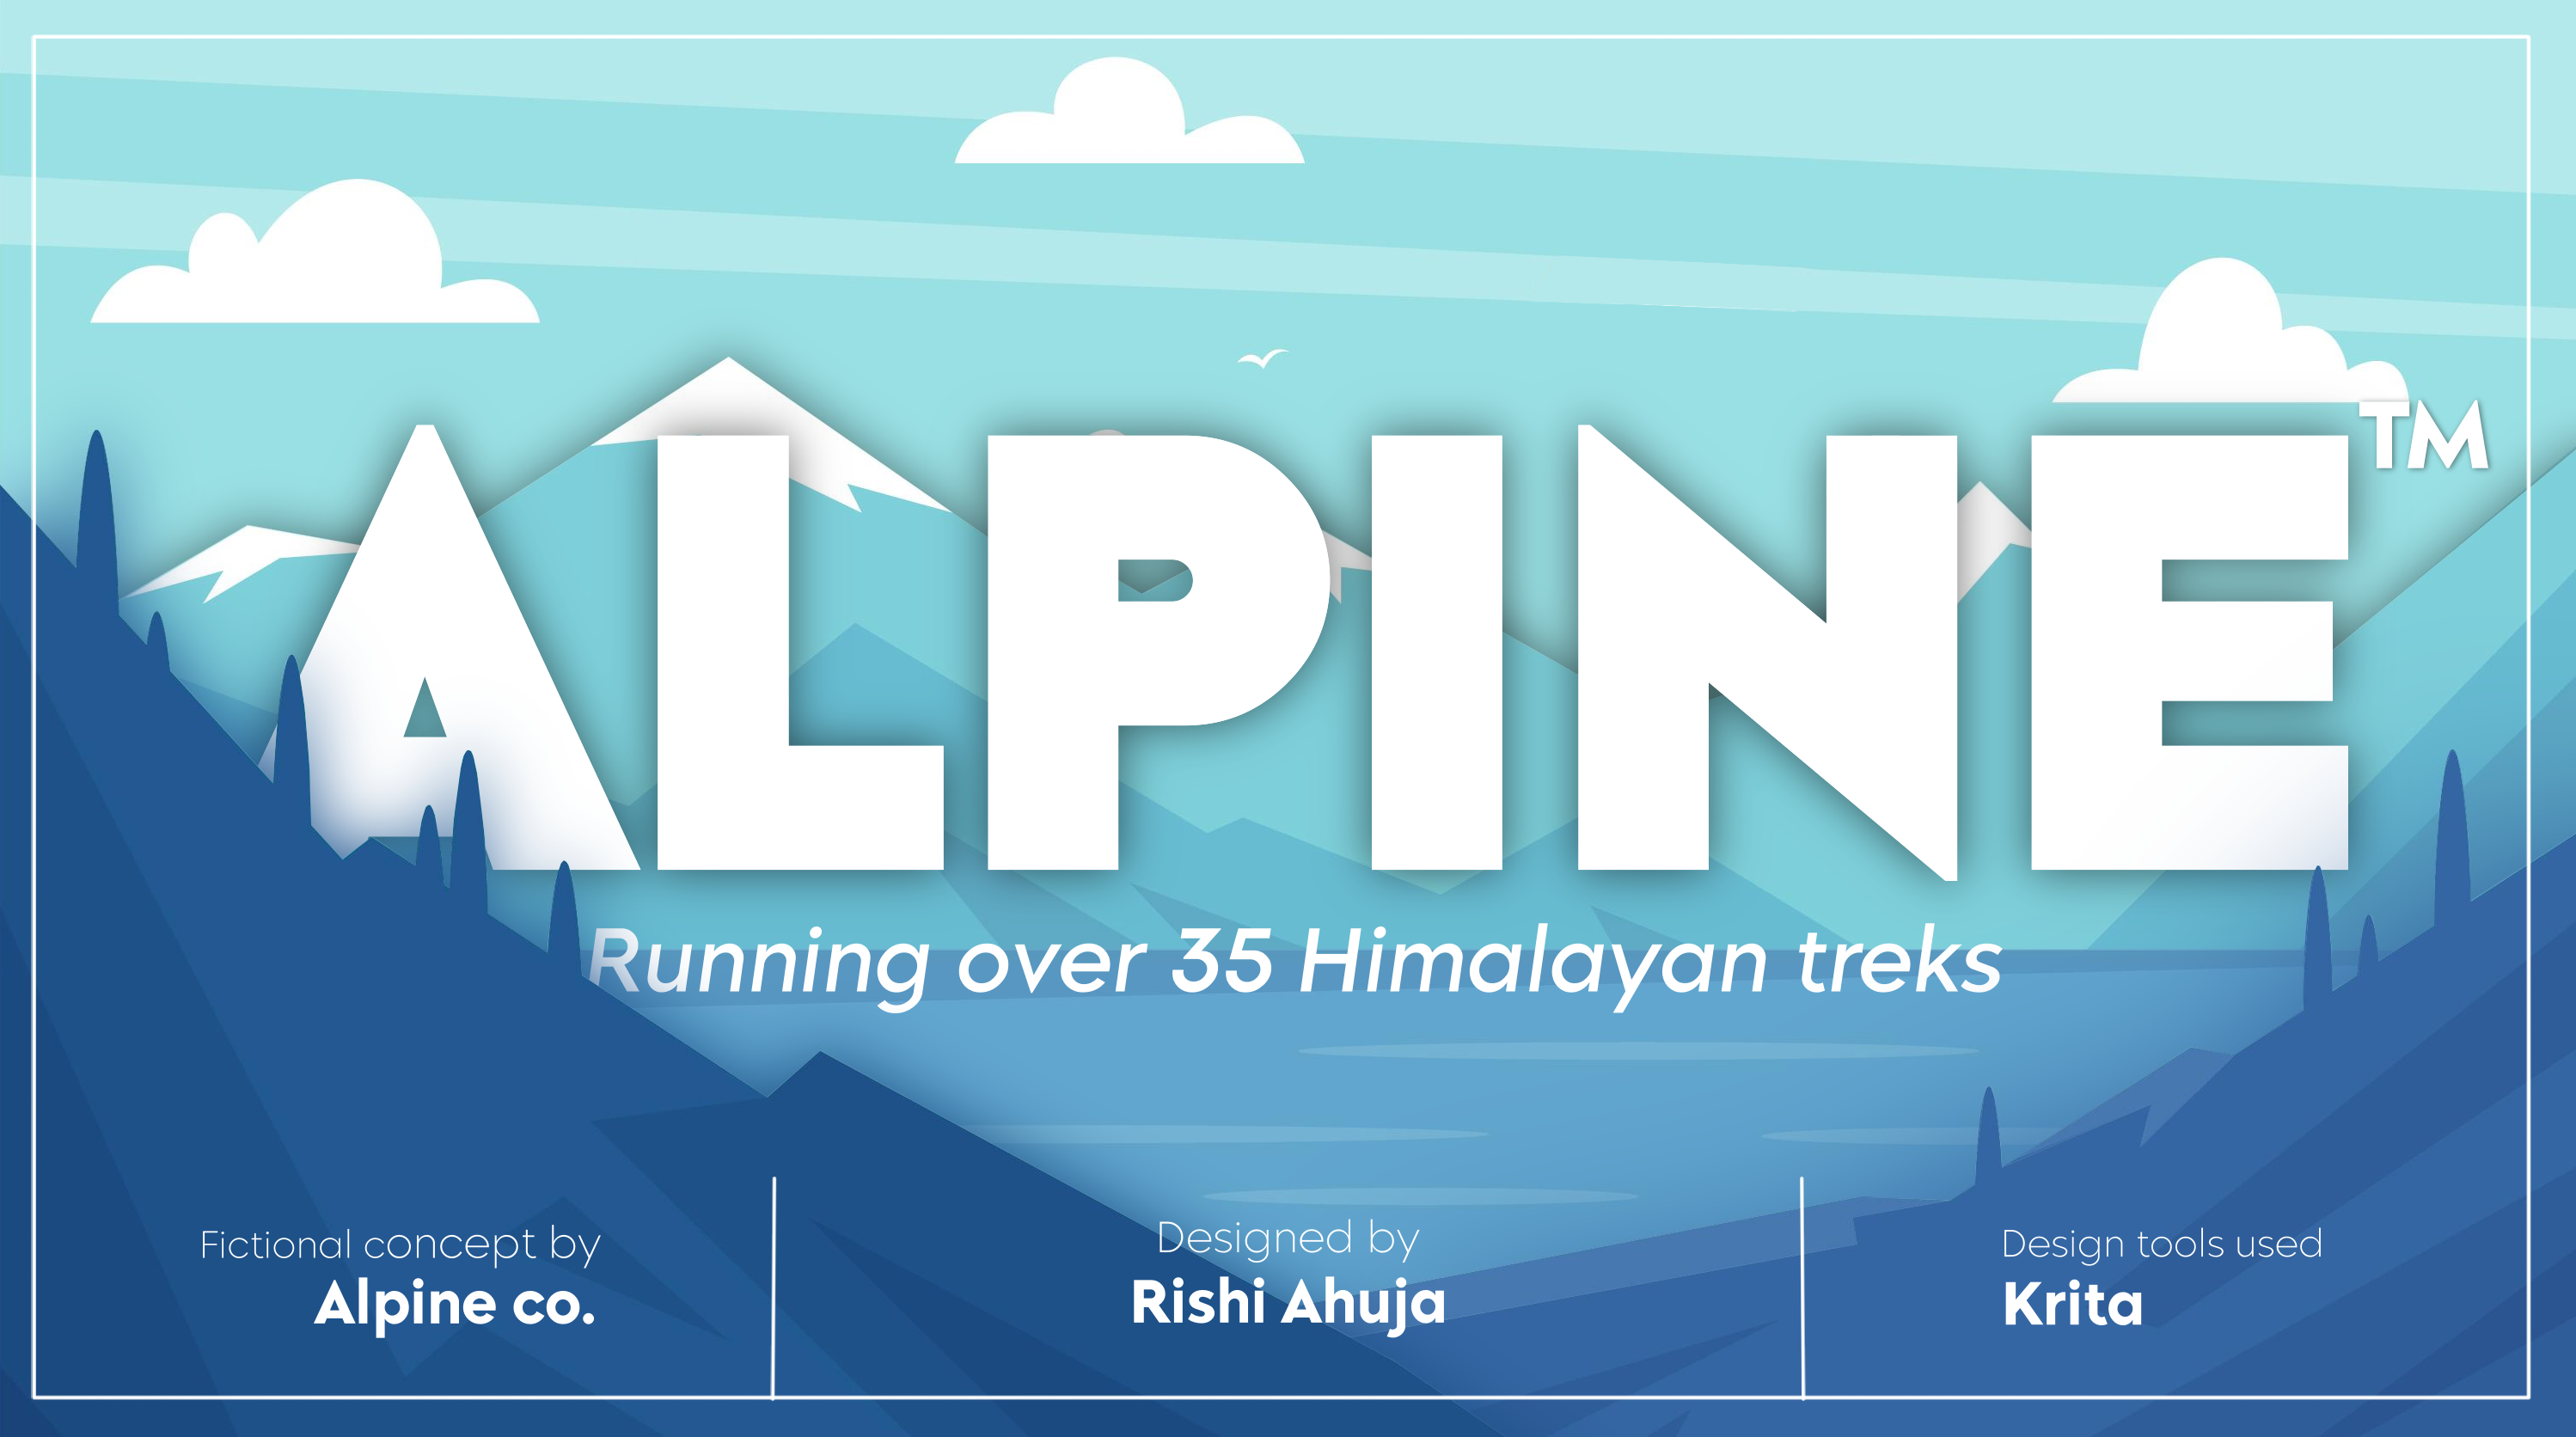 ALPINE™
Running over 35 Himalayan treks
Fictional concept by
Alpine co.
Designed by
Rishi Ahuja
Design tools used
Krita